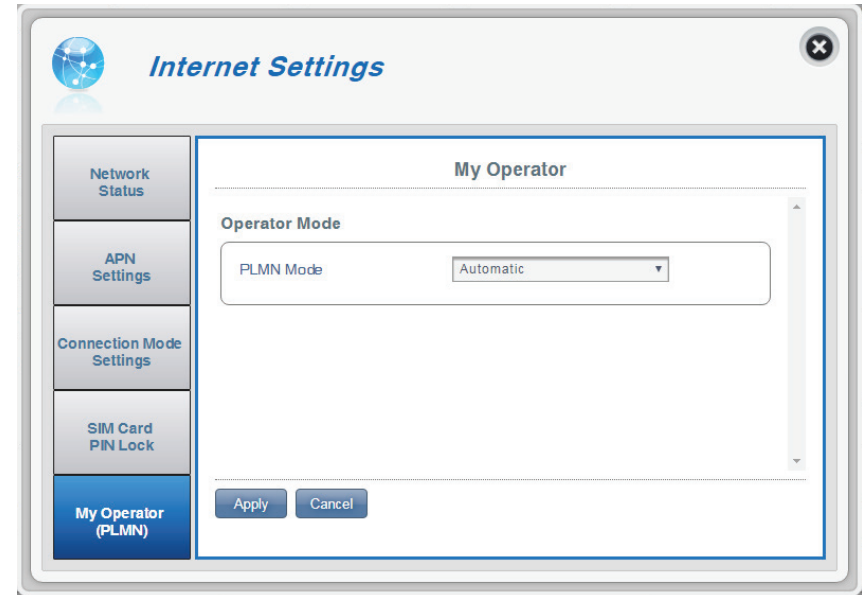 Internet Settings
Network
Status
APN
Settings
Connection Mode
Settings
SIM Card
PIN Lock
My Operator
(PLMN)
My Operator
Operator Mode
PLMN Mode
Automatic
Apply
Cancel